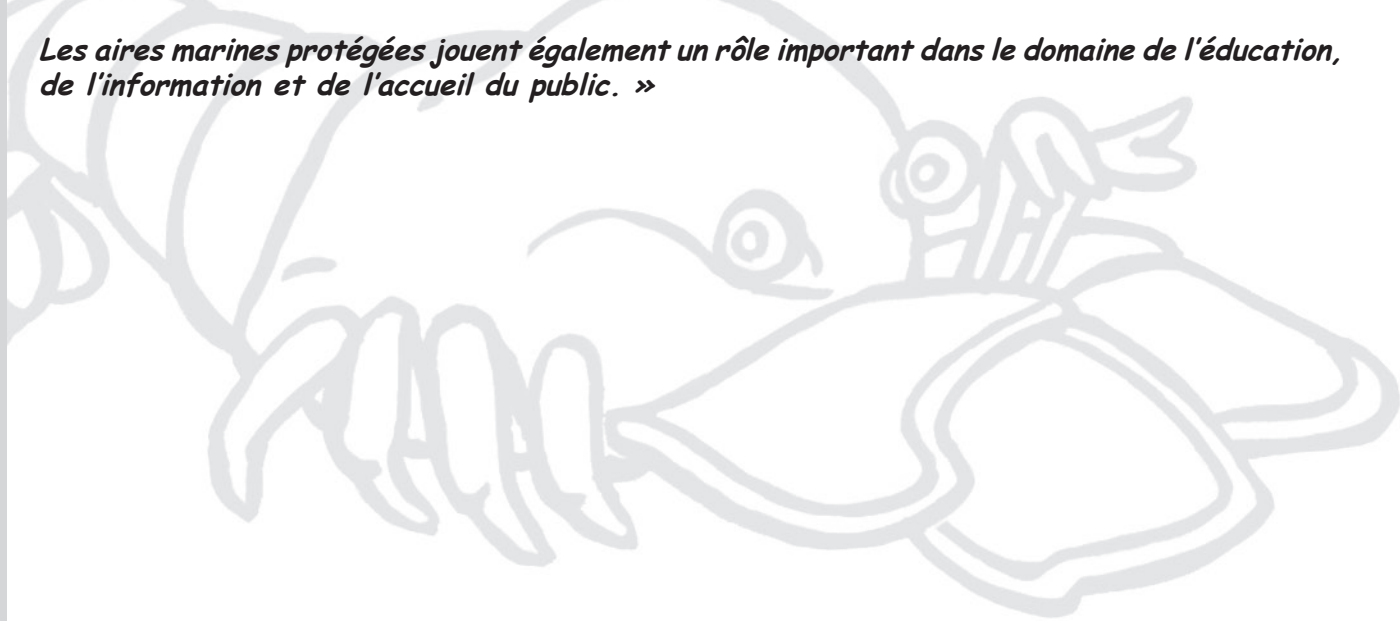 Les aires marines protégées jouent également un rôle important dans le domaine de l’éducation,
de l’information et de l’accueil du public. »